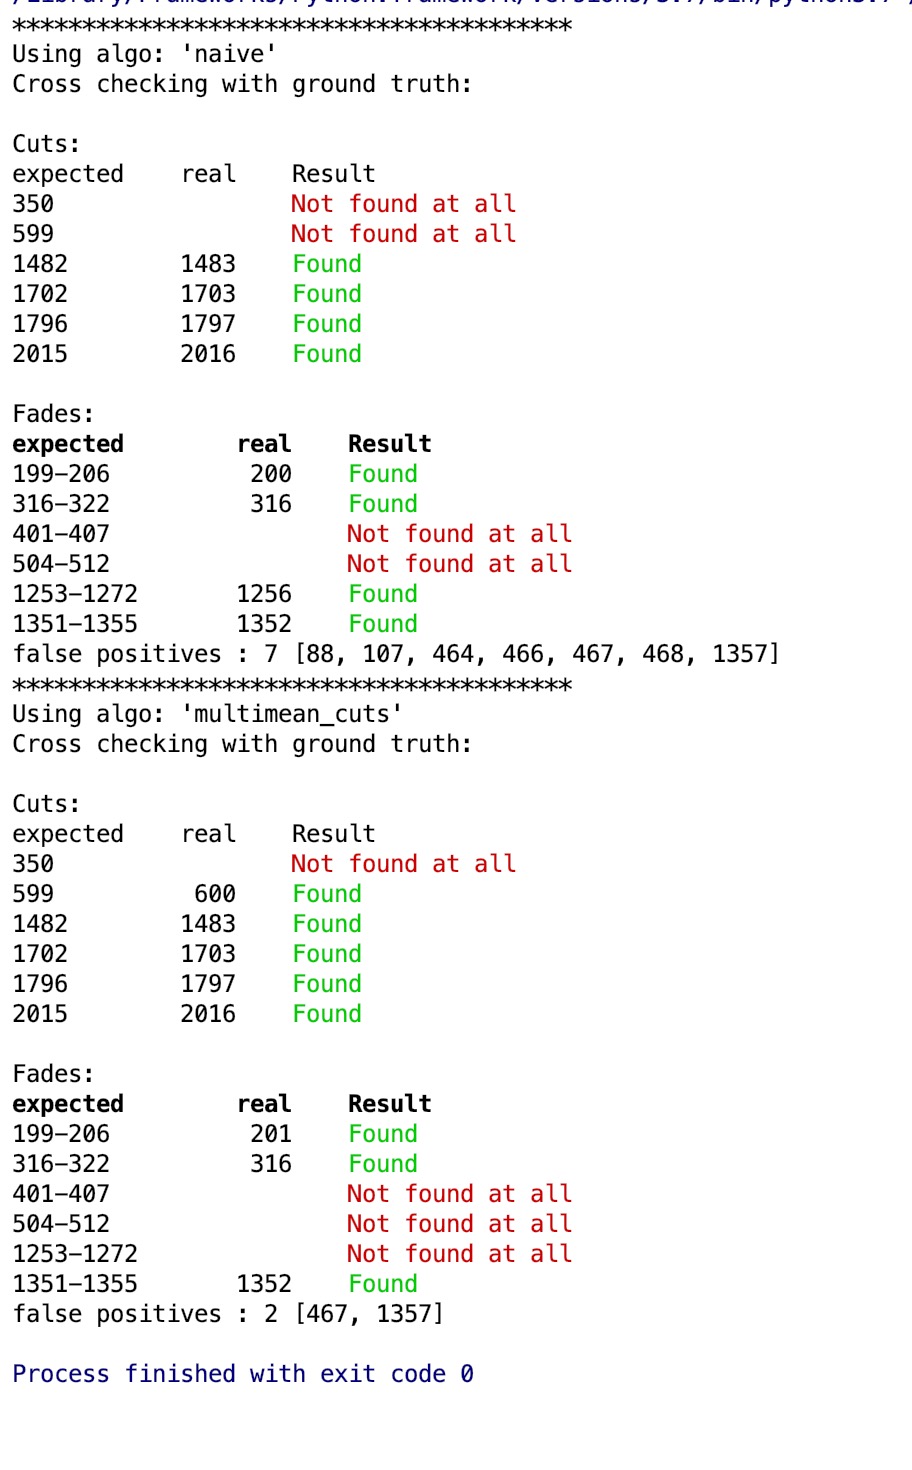 ****************************************
Using algo: 'naive'
Cross checking with ground truth:
Cuts:
expected    real    Result
350                 Not found at all
599                 Not found at all
1482        1483    Found
1702        1703    Found
1796        1797    Found
2015        2016    Found
Fades:
expected        real    Result
199-206          200    Found
316-322          316    Found
401-407                 Not found at all
504-512                 Not found at all
1253-1272       1256    Found
1351-1355       1352    Found
false positives : 7 [88, 107, 464, 466, 467, 468, 1357]
****************************************
Using algo: 'multimean_cuts'
Cross checking with ground truth:
Cuts:
expected    real    Result
350                 Not found at all
599          600    Found
1482        1483    Found
1702        1703    Found
1796        1797    Found
2015        2016    Found
Fades:
expected        real    Result
199-206          201    Found
316-322          316    Found
401-407                 Not found at all
504-512                 Not found at all
1253-1272               Not found at all
1351-1355       1352    Found
false positives : 2 [467, 1357]
Process finished with exit code 0